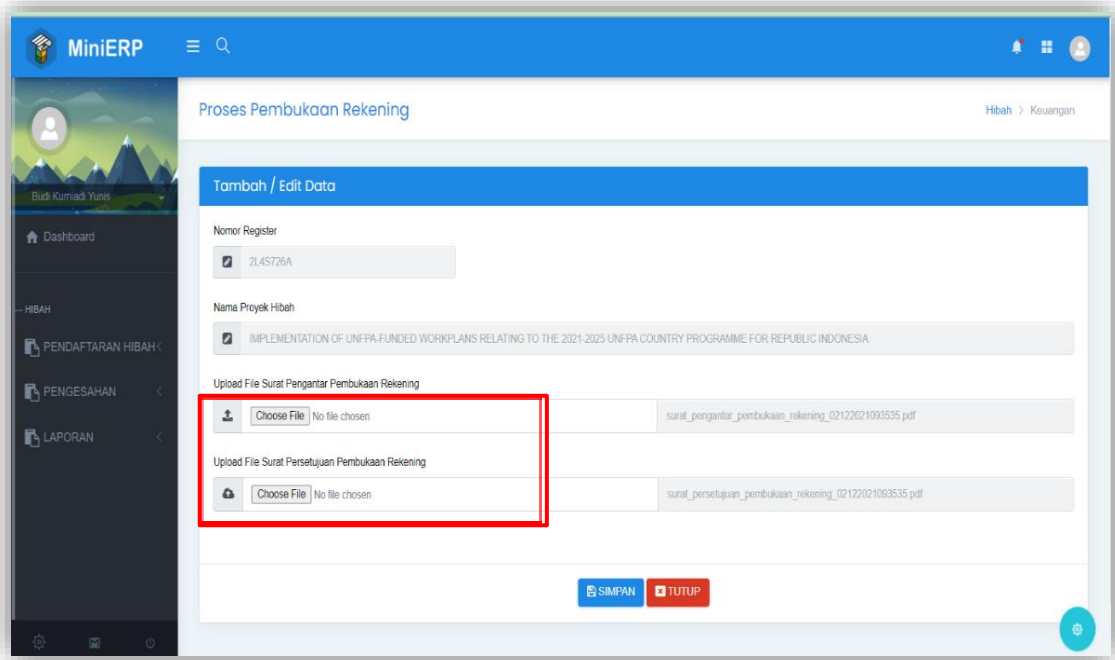 MiniERP
Proses Pembukaan Rekening
Hibah > Keuangan
Budi Kurniadi Yunis
Tambah / Edit Data
Dashboard
Nomor Register
2L4S726A
--- HIBAH
Nama Proyek Hibah
IMPLEMENTATION OF UNFPA-FUNDED WORKPLANS RELATING TO THE 2021-2025 UNFPA COUNTRY PROGRAMME FOR REPUBLIC INDONESIA
PENDAFTARAN HIBAH
Upload File Surat Pengantar Pembukaan Rekening
PENGESAHAN
Choose File No file chosen
surat_pengantar_pembukaan_rekening_02122021093535.pdf
LAPORAN
Upload File Surat Persetujuan Pembukaan Rekening
Choose File No file chosen
surat_persetujuan_pembukaan_rekening_02122021093535.pdf
SIMPAN
TUTUP